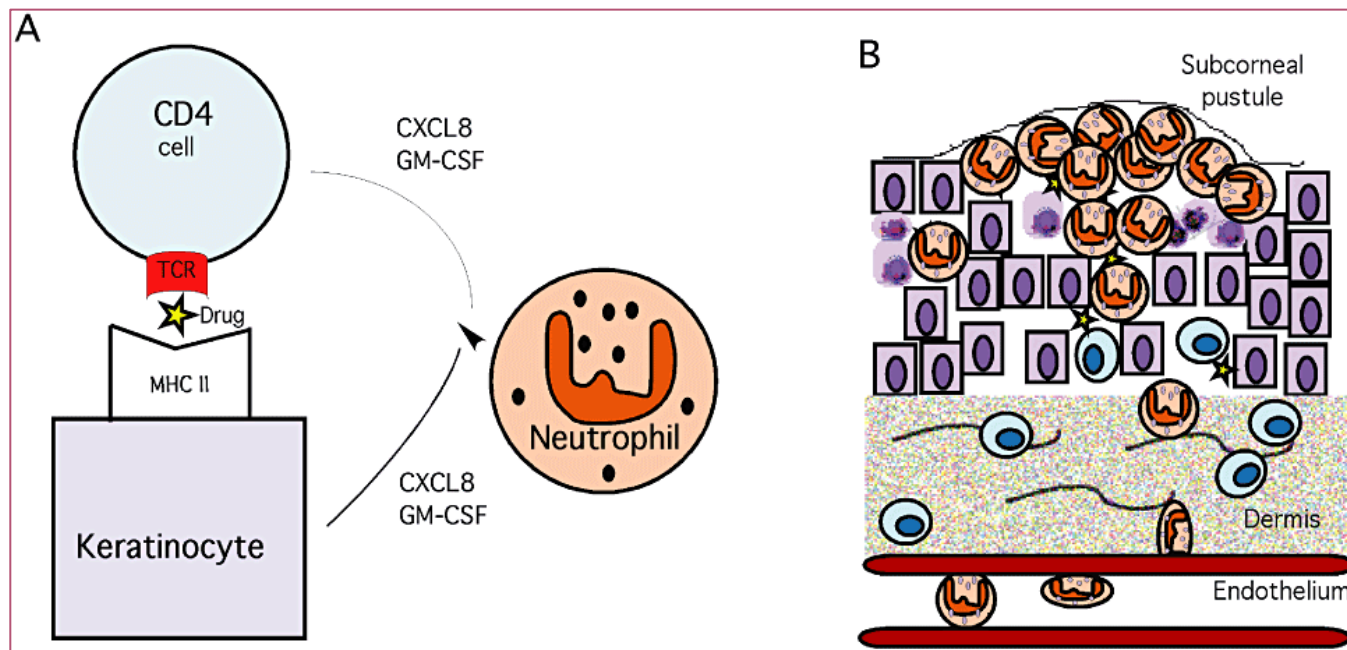 A
CD4
cell
TCR
Drug
MHC II
Keratinocyte
CXCL8
GM-CSF
Neutrophil
CXCL8
GM-CSF
B
Subcorneal
pustule
Dermis
Endothelium